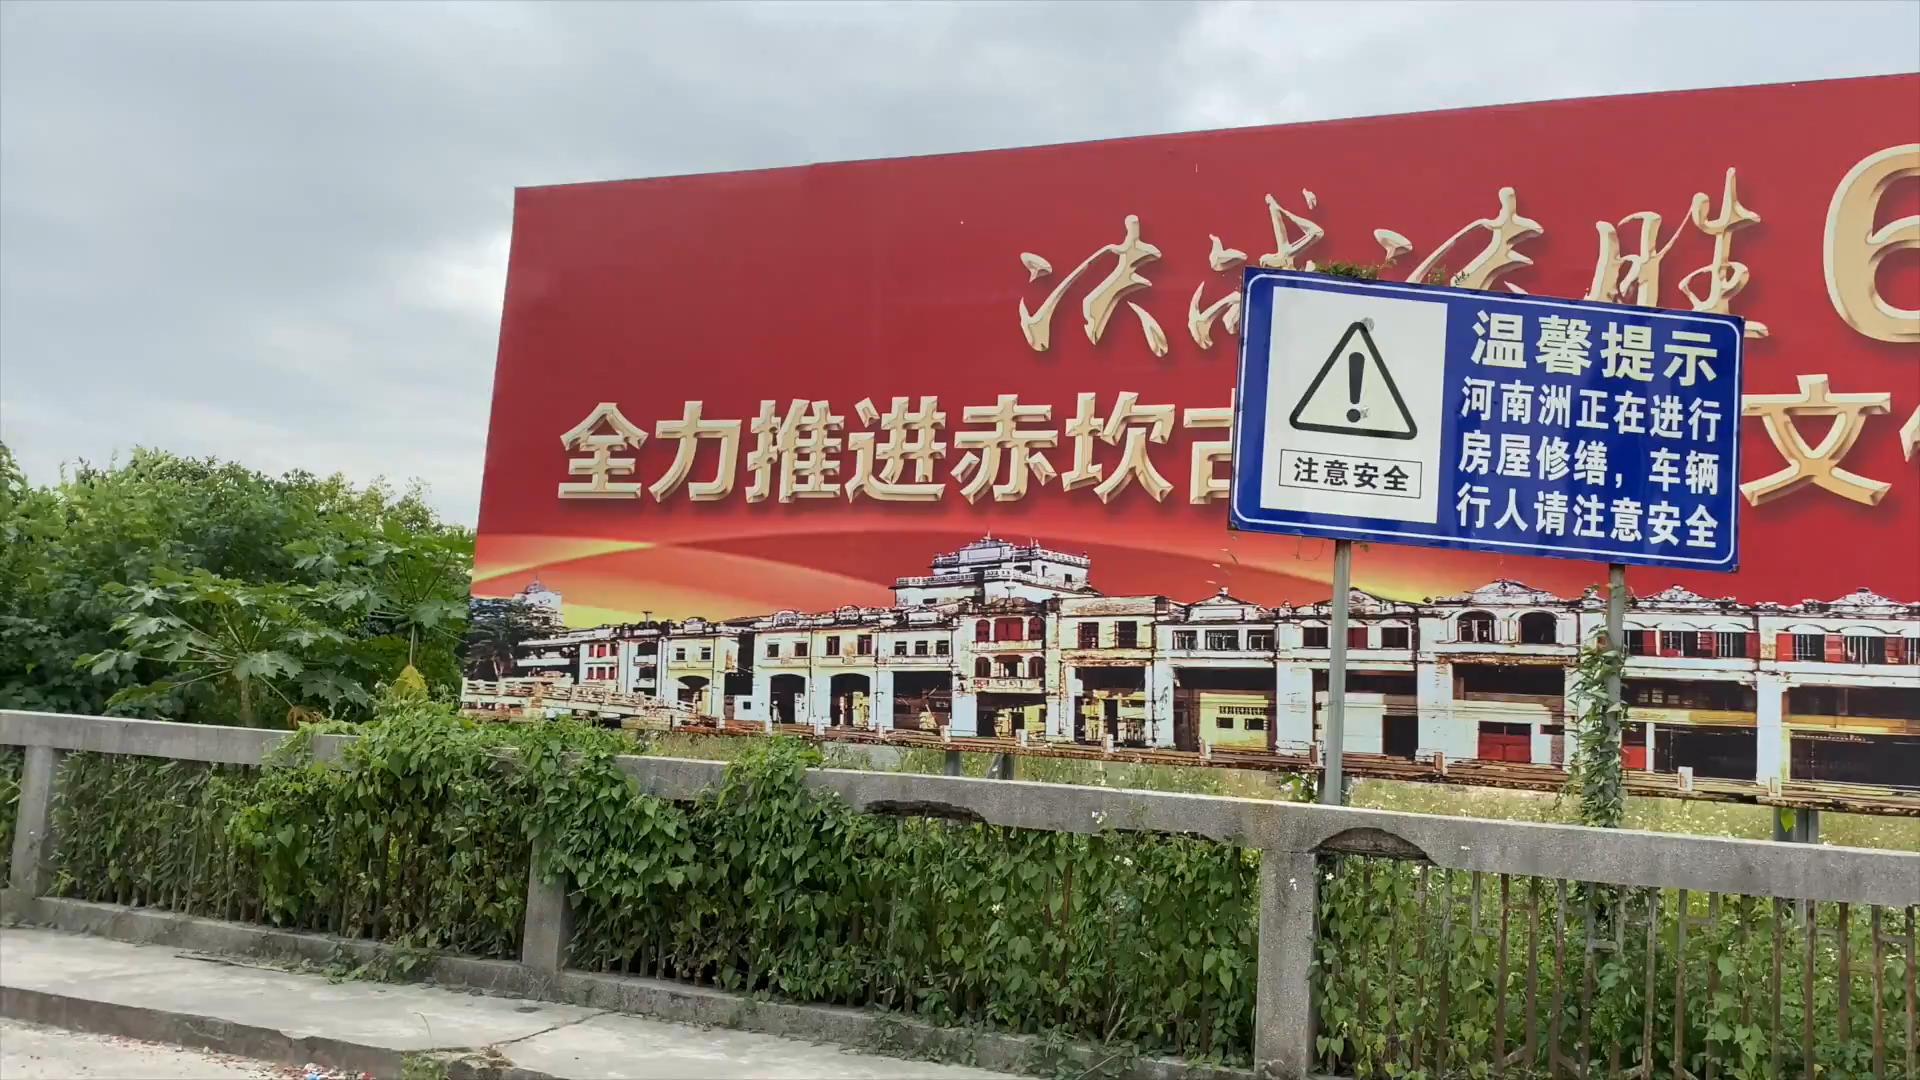 决战决胜6
全力推进赤坎古
文
温馨提示
河南洲正在进行
房屋修缮，车辆
行人请注意安全
注意安全